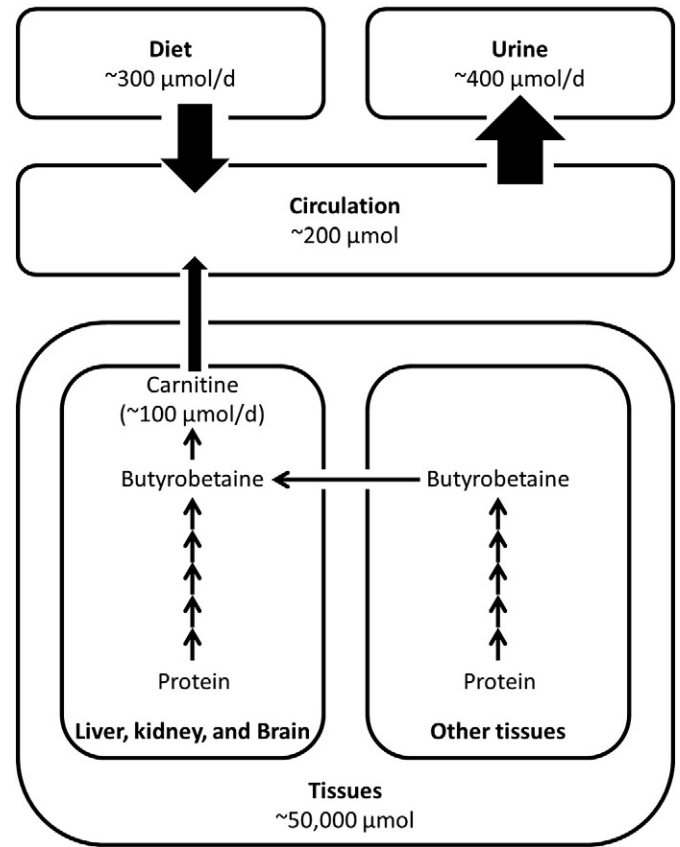 Diet
~300 μmol/d
Urine
~400 μmol/d
Circulation
~200 μmol
Carnitine
(~100 μmol/d)
Butyrobetaine
Butyrobetaine
Protein
Protein
Liver, kidney, and Brain
Other tissues
Tissues
~50,000 μmol